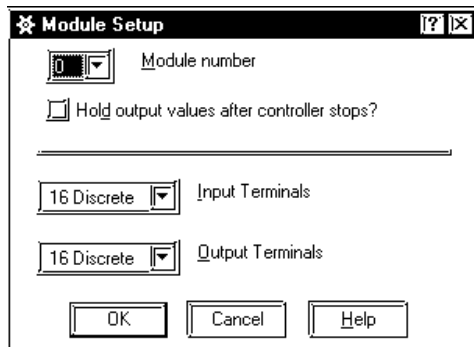 Module Setup
0 Module number
Hold output values after controller stops?
16 Discrete Input Terminals
16 Discrete Output Terminals
OK Cancel Help